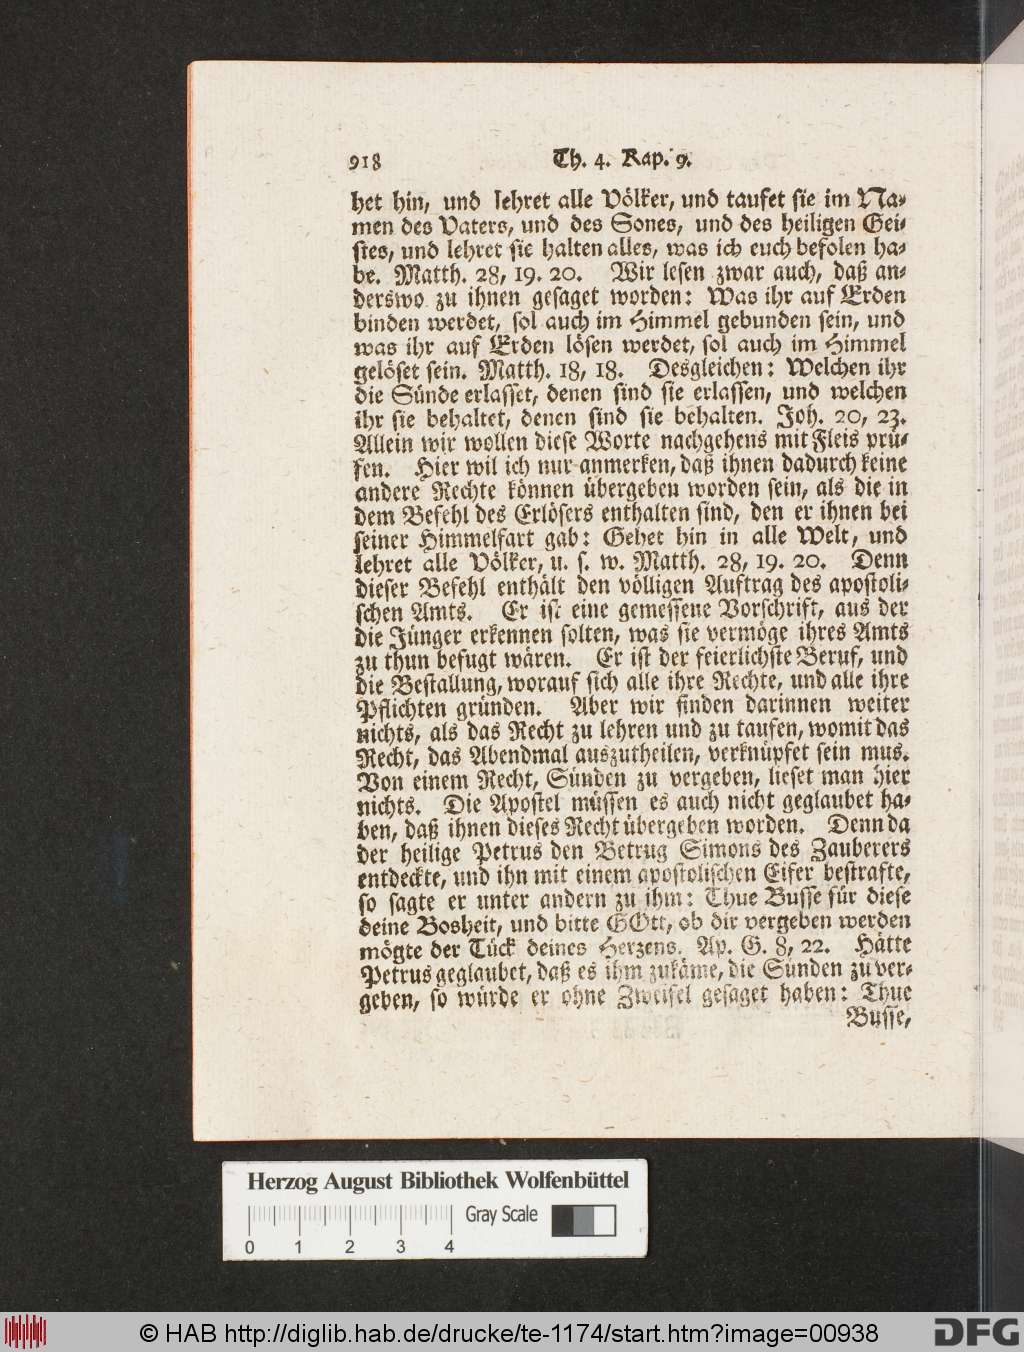 918 Th. 4. Kap. 9.
het hin, und lehret alle Völker, und taufet sie im Na-
men des Vaters, und des Sones, und des heiligen Gei-
stes, und lehret sie halten alles, was ich euch befolen ha-
be. Matth. 28, 19. 20. Wir lesen zwar auch, daß an-
derswo zu ihnen gesaget worden: Was ihr auf Erden
binden werdet, sol auch im Himmel gebunden sein, und
was ihr auf Erden lösen werdet, sol auch im Himmel
gelöset sein. Matth. 18, 18. Desgleichen: Welchen ihr
die Sünde erlasset, denen sind sie erlassen, und welchen
ihr sie behaltet, denen sind sie behalten. Joh. 20, 23.
Allein wir wollen diese Worte nachgehens mit Fleis prü-
fen. Hier wil ich nur anmerken, daß ihnen dadurch keine
andere Rechte können übergeben worden sein, als die in
dem Befehl des Erlösers enthalten sind, den er ihnen bei
seiner Himmelfart gab: Gehet hin in alle Welt, und
lehret alle Völker, u. s. w. Matth. 28, 19. 20. Denn
dieser Befehl enthält den völligen Auftrag des apostoli-
schen Amts. Er ist eine gemessene Vorschrift, aus der
die Jünger erkennen solten, was sie vermöge ihres Amts
zu thun befugt wären. Er ist der feierlichste Beruf, und
die Bestallung, worauf sich alle ihre Rechte, und alle ihre
Pflichten gründen. Aber wir finden darinnen weiter
nichts, als das Recht zu lehren und zu taufen, womit das
Recht, das Abendmal auszutheilen, verknüpfet sein mus.
Von einem Recht, Sünden zu vergeben, lieset man hier
nichts. Die Apostel müssen es auch nicht geglaubet ha-
ben, daß ihnen dieses Recht übergeben worden. Denn da
der heilige Petrus den Betrug Simons des Zauberers
entdeckte, und ihn mit einem apostolischen Eifer bestrafte,
so sagte er unter andern zu ihm: Thue Busse für diese
deine Bosheit, und bitte GOtt, ob dir vergeben werden
mögte der Tück deines Herzens. Ap. G. 8, 22. Hätte
Petrus geglaubet, daß es ihm zukäme, die Sünden zu ver-
geben, so würde er ohne Zweifel gesaget haben: Thue
Busse,
Herzog August Bibliothek Wolfenbüttel
Gray Scale
0 1 2 3 4
© HAB http://diglib.hab.de/drucke/te-1174/start.htm?image=00938
DFG